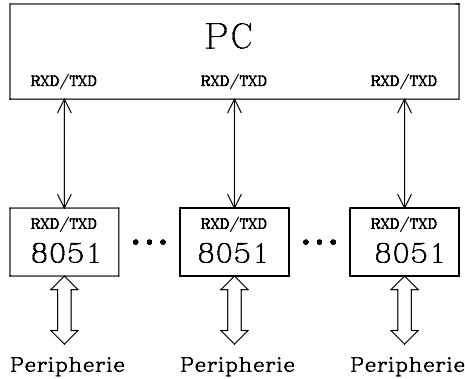 PC
RXD/TXD RXD/TXD RXD/TXD
RXD/TXD RXD/TXD RXD/TXD
8051 ••• 8051 ••• 8051
Peripherie Peripherie Peripherie